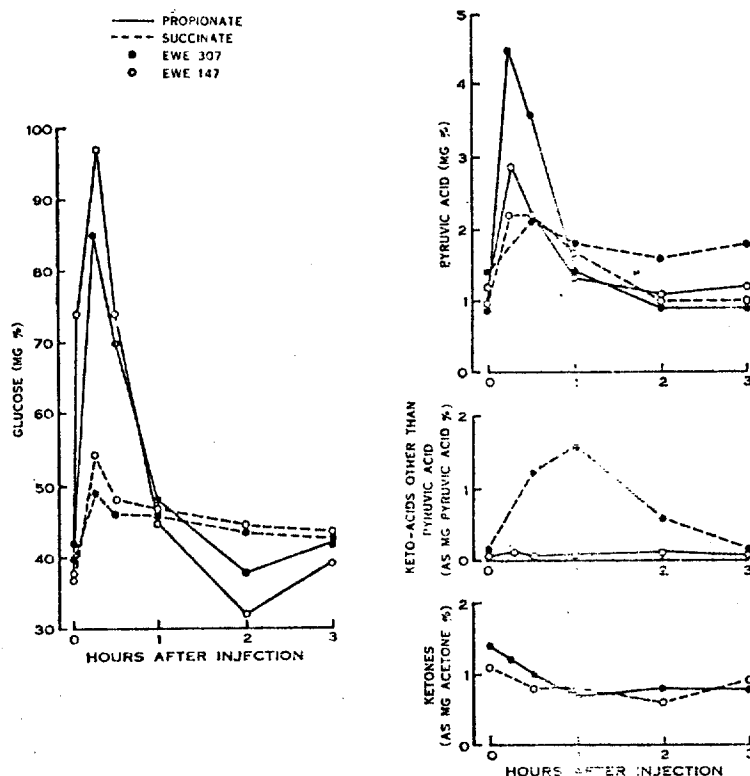 PROPIONATE
SUCCINATE
EWE 307
EWE 147
100
90
80
70
60
50
40
30
GLUCOSE (MG %)
0
1
2
3
HOURS AFTER INJECTION
5
4
3
2
1
0
PYRUVIC ACID (MG %)
0
1
2
3
2
1
0
KETO-ACIDS OTHER THAN
PYRUVIC ACID
(AS MG PYRUVIC ACID %)
0
1
2
3
2
1
0
KETONES
(AS MG ACETONE %)
0
1
2
3
HOURS AFTER INJECTION